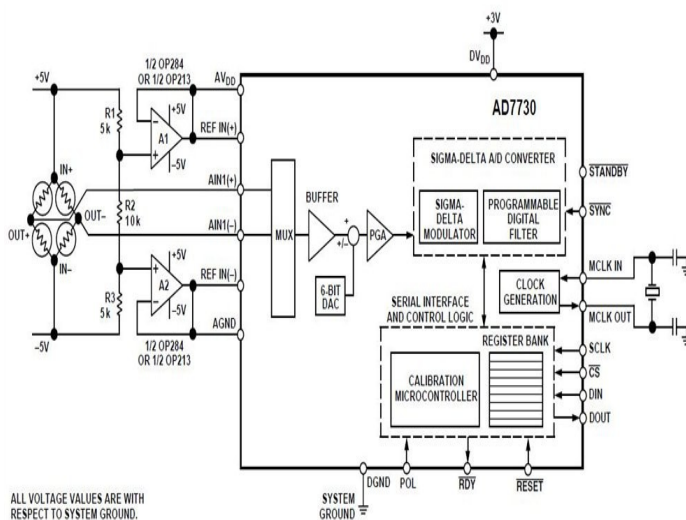 +3V
DVDD
+5V
1/2 OP284
OR 1/2 OP213
AVDD
AD7730
+5V
R1
5k
A1
–
+
–5V
REF IN(+)
SIGMA-DELTA A/D CONVERTER
STANDBY
IN+
AIN1(+)
BUFFER
SIGMA-
DELTA
MODULATOR
PROGRAMMABLE
DIGITAL
FILTER
SYNC
R2
10k
OUT–
OUT+
AIN1(–)
MUX
+
+/–
PGA
IN–
+5V
MCLK IN
+
A2
–
–5V
REF IN(–)
6-BIT
DAC
CLOCK
GENERATION
SERIAL INTERFACE
AND CONTROL LOGIC
MCLK OUT
R3
5k
REGISTER BANK
SCLK
AGND
CS
–5V
1/2 OP284
OR 1/2 OP213
CALIBRATION
MICROCONTROLLER
DIN
DOUT
ALL VOLTAGE VALUES ARE WITH
RESPECT TO SYSTEM GROUND.
SYSTEM
GROUND
DGND
POL
RDY
RESET